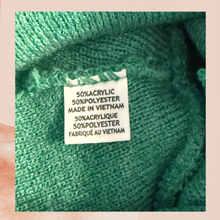 50%ACRYLIC
50%POLYESTER
MADE IN VIETNAM
50%ACRYLIQUE
50%POLYESTER
FABRIQUÉ AU VIETNAM